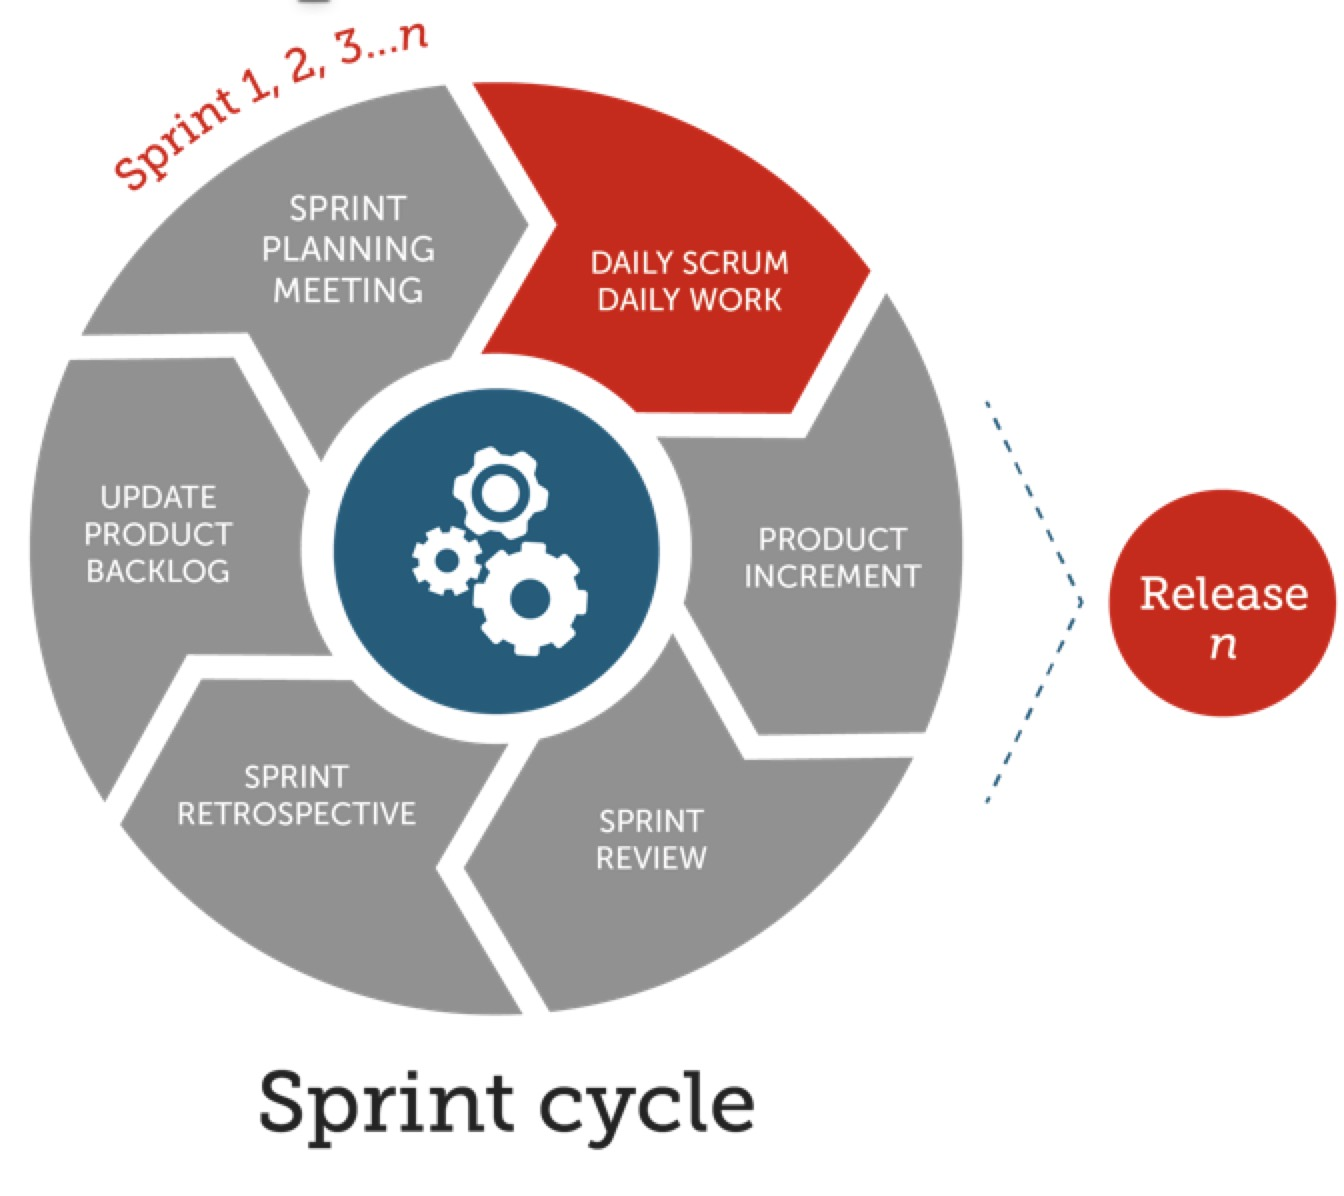 Sprint 1, 2, 3...n
SPRINT
PLANNING
MEETING
DAILY SCRUM
DAILY WORK
PRODUCT
INCREMENT
SPRINT
REVIEW
SPRINT
RETROSPECTIVE
UPDATE
PRODUCT
BACKLOG
Release
n
Sprint cycle